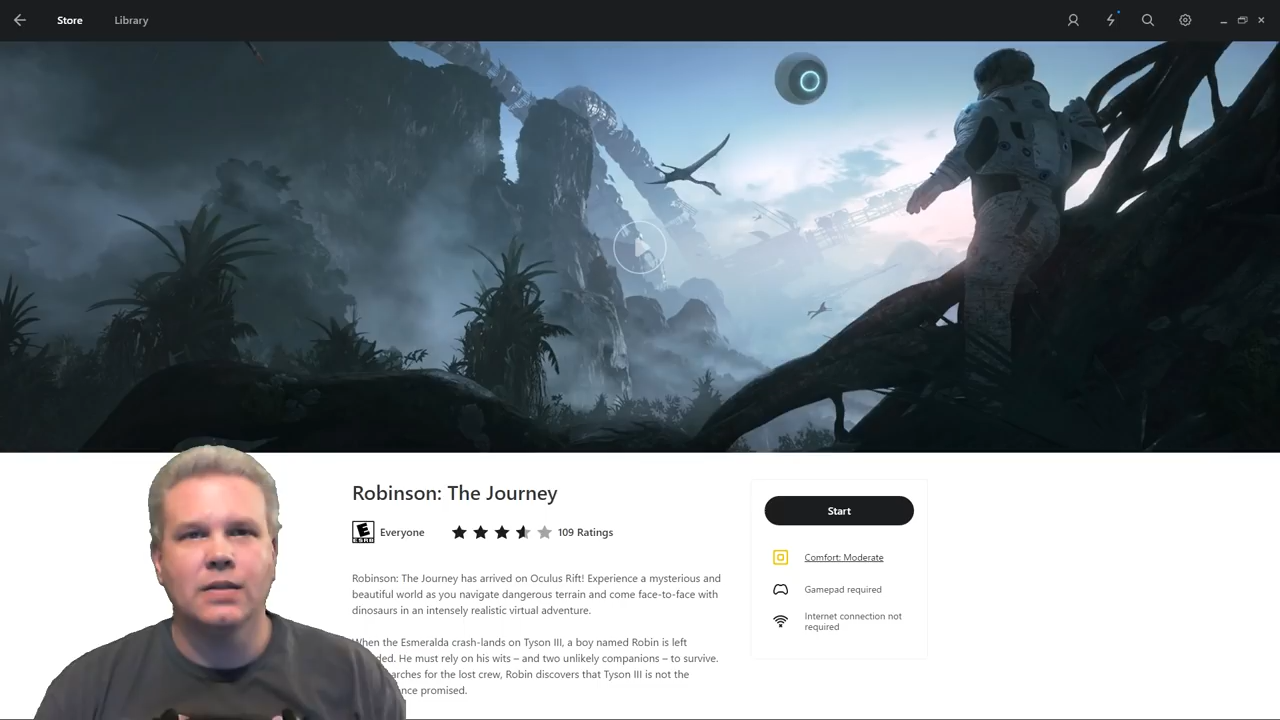 Store
Library
Robinson: The Journey
E
ESRB
Everyone
109 Ratings
Robinson: The Journey has arrived on Oculus Rift! Experience a mysterious and
beautiful world as you navigate dangerous terrain and come face-to-face with
dinosaurs in an intensely realistic virtual adventure.
When the Esmeralda crash-lands on Tyson III, a boy named Robin is left
He must rely on his wits – and two unlikely companions – to survive.
for the lost crew, Robin discovers that Tyson III is not the
promised.
Start
Comfort: Moderate
Gamepad required
Internet connection not
required